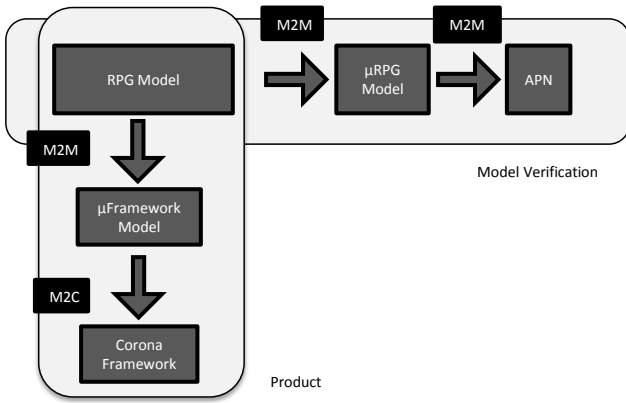 M2M
M2M
RPG Model
μRPG
Model
APN
M2M
Model Verification
μFramework
Model
M2C
Corona
Framework
Product